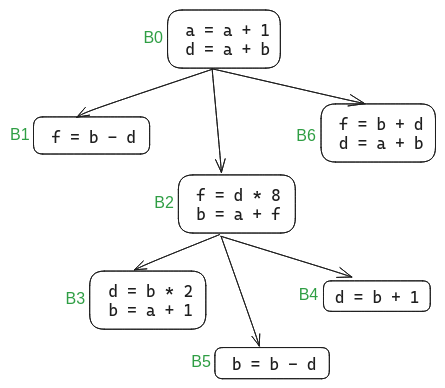 B0
a = a + 1
d = a + b
B1
f = b - d
B6
f = b + d
d = a + b
B2
f = d * 8
b = a + f
B3
d = b * 2
b = a + 1
B4
d = b + 1
B5
b = b - d